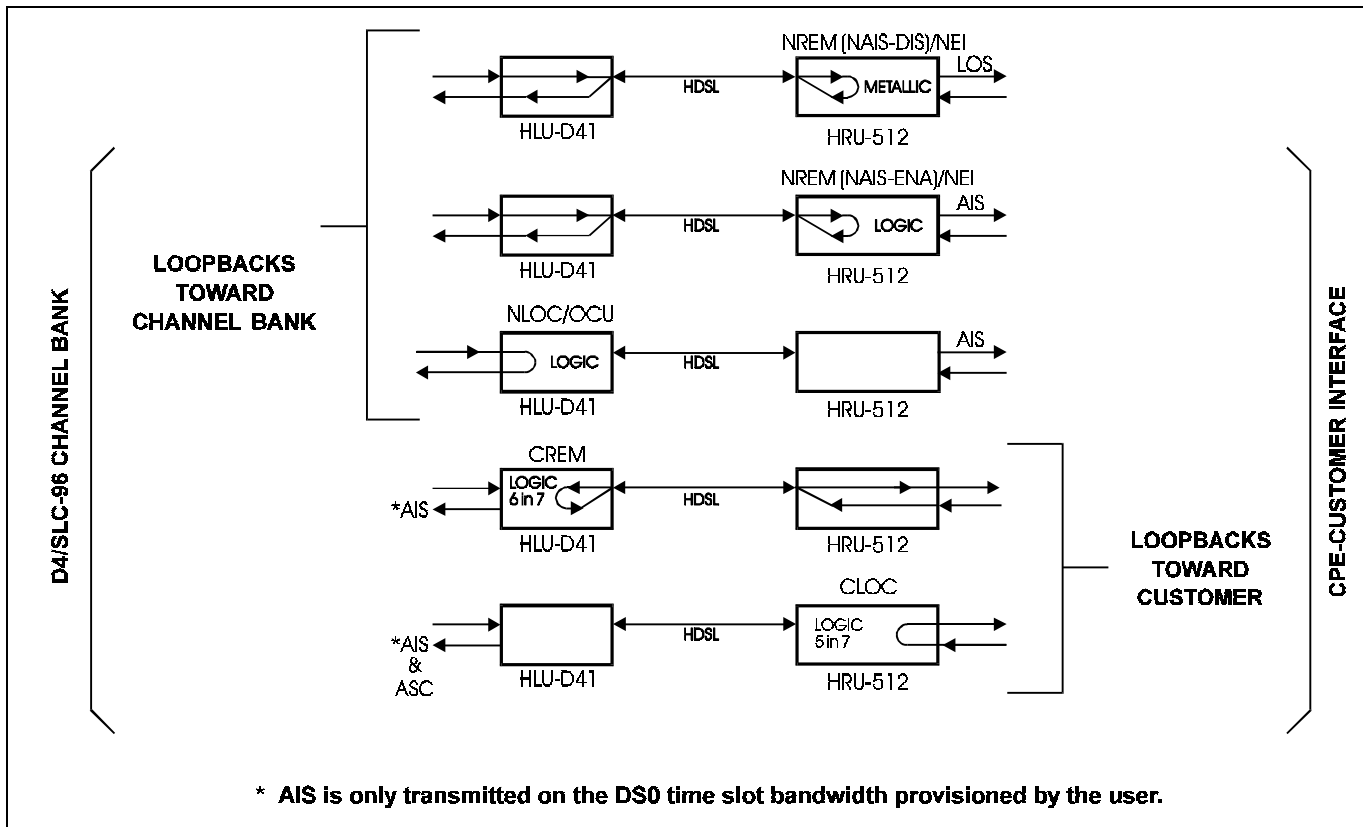 NREM (NAIS-DIS)/NEI
LOS
METALLIC
HDSL
HLU-D41
HRU-512
NREM (NAIS-ENA)/NEI
AIS
LOGIC
HDSL
HLU-D41
HRU-512
LOOPBACKS
TOWARD
CHANNEL BANK
NLOC/OCU
AIS
LOGIC
HDSL
HLU-D41
HRU-512
D4/SLC-96 CHANNEL BANK
CPE-CUSTOMER INTERFACE
CREM
LOGIC
6 in 7
*AIS
HDSL
HLU-D41
HRU-512
LOOPBACKS
TOWARD
CUSTOMER
CLOC
LOGIC
5 in 7
*AIS
&
ASC
HDSL
HLU-D41
HRU-512
* AIS is only transmitted on the DS0 time slot bandwidth provisioned by the user.